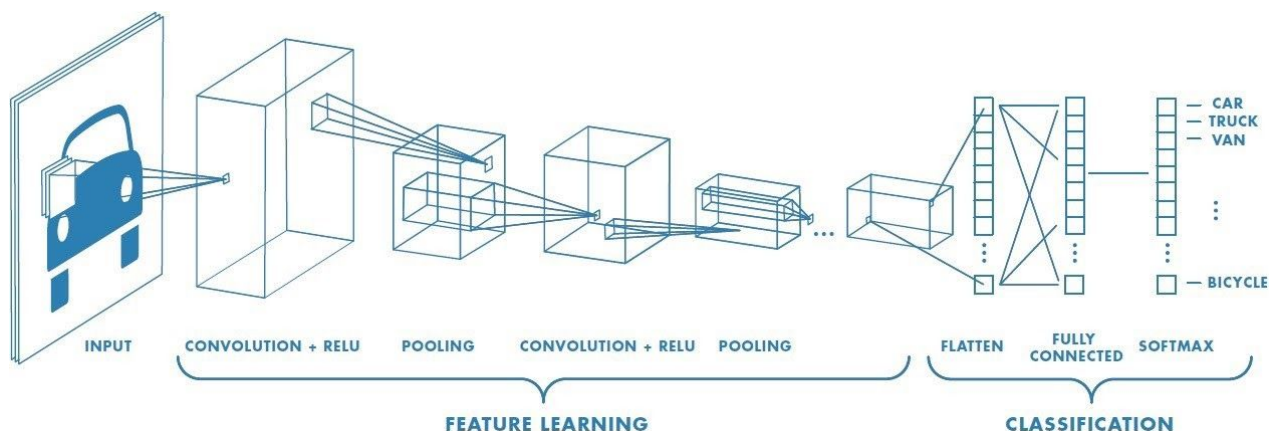 CAR
TRUCK
VAN
BICYCLE
INPUT
CONVOLUTION + RELU
POOLING
CONVOLUTION + RELU
POOLING
FLATTEN
FULLY
CONNECTED
SOFTMAX
FEATURE LEARNING
CLASSIFICATION